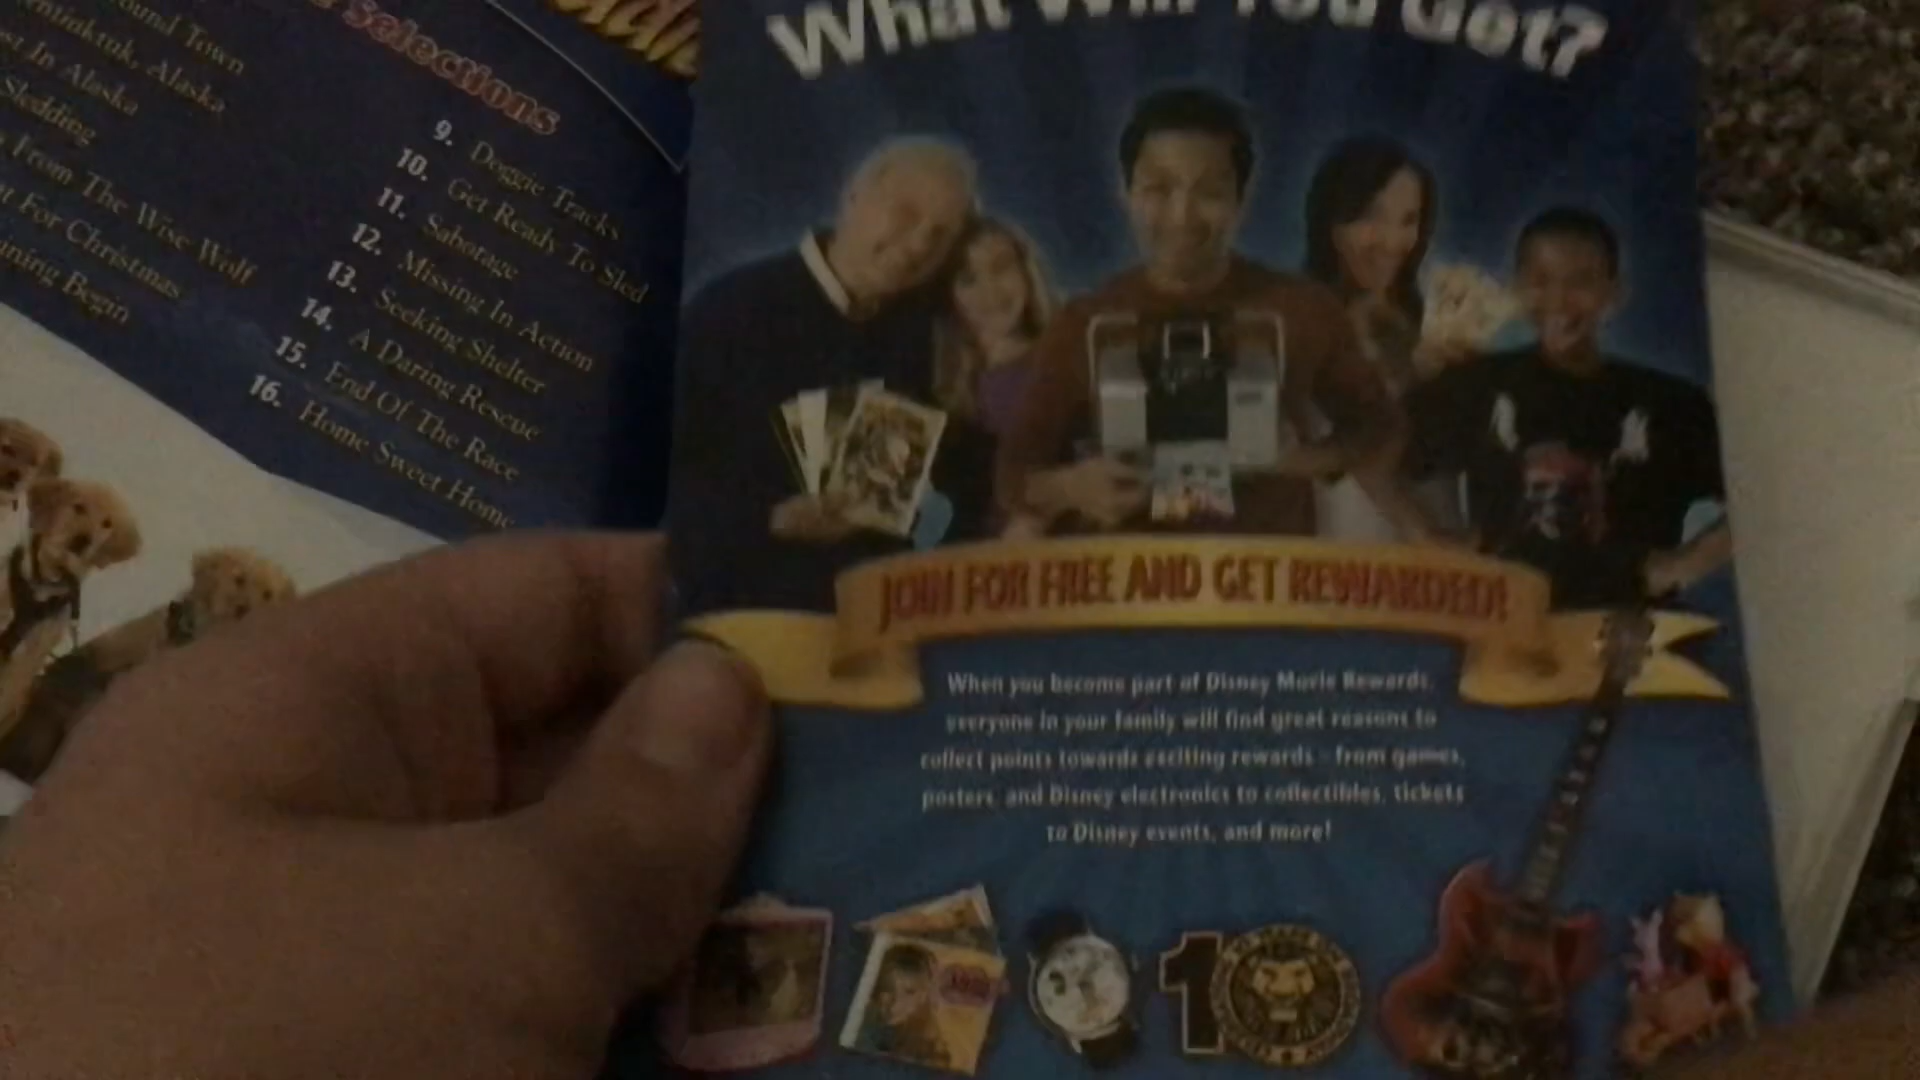 Selections
ound Town
, Alaska
In Alaska
Sledding
From The Wise Wolf
For Christmas
Begin
9. Doggie Tracks
10. Get Ready To Sled
11. Sabotage
12. Missing In Action
13. Seeking Shelter
14. A Daring Rescue
15. End Of The Race
16. Home Sweet Home
What Will You Get?
JOIN FOR FREE AND GET REWARDED!
When you become part of Disney Movie Rewards,
everyone in your family will find great reasons to
collect points towards exciting rewards - from games,
posters, and Disney electronics to collectibles, tickets
to Disney events, and more!